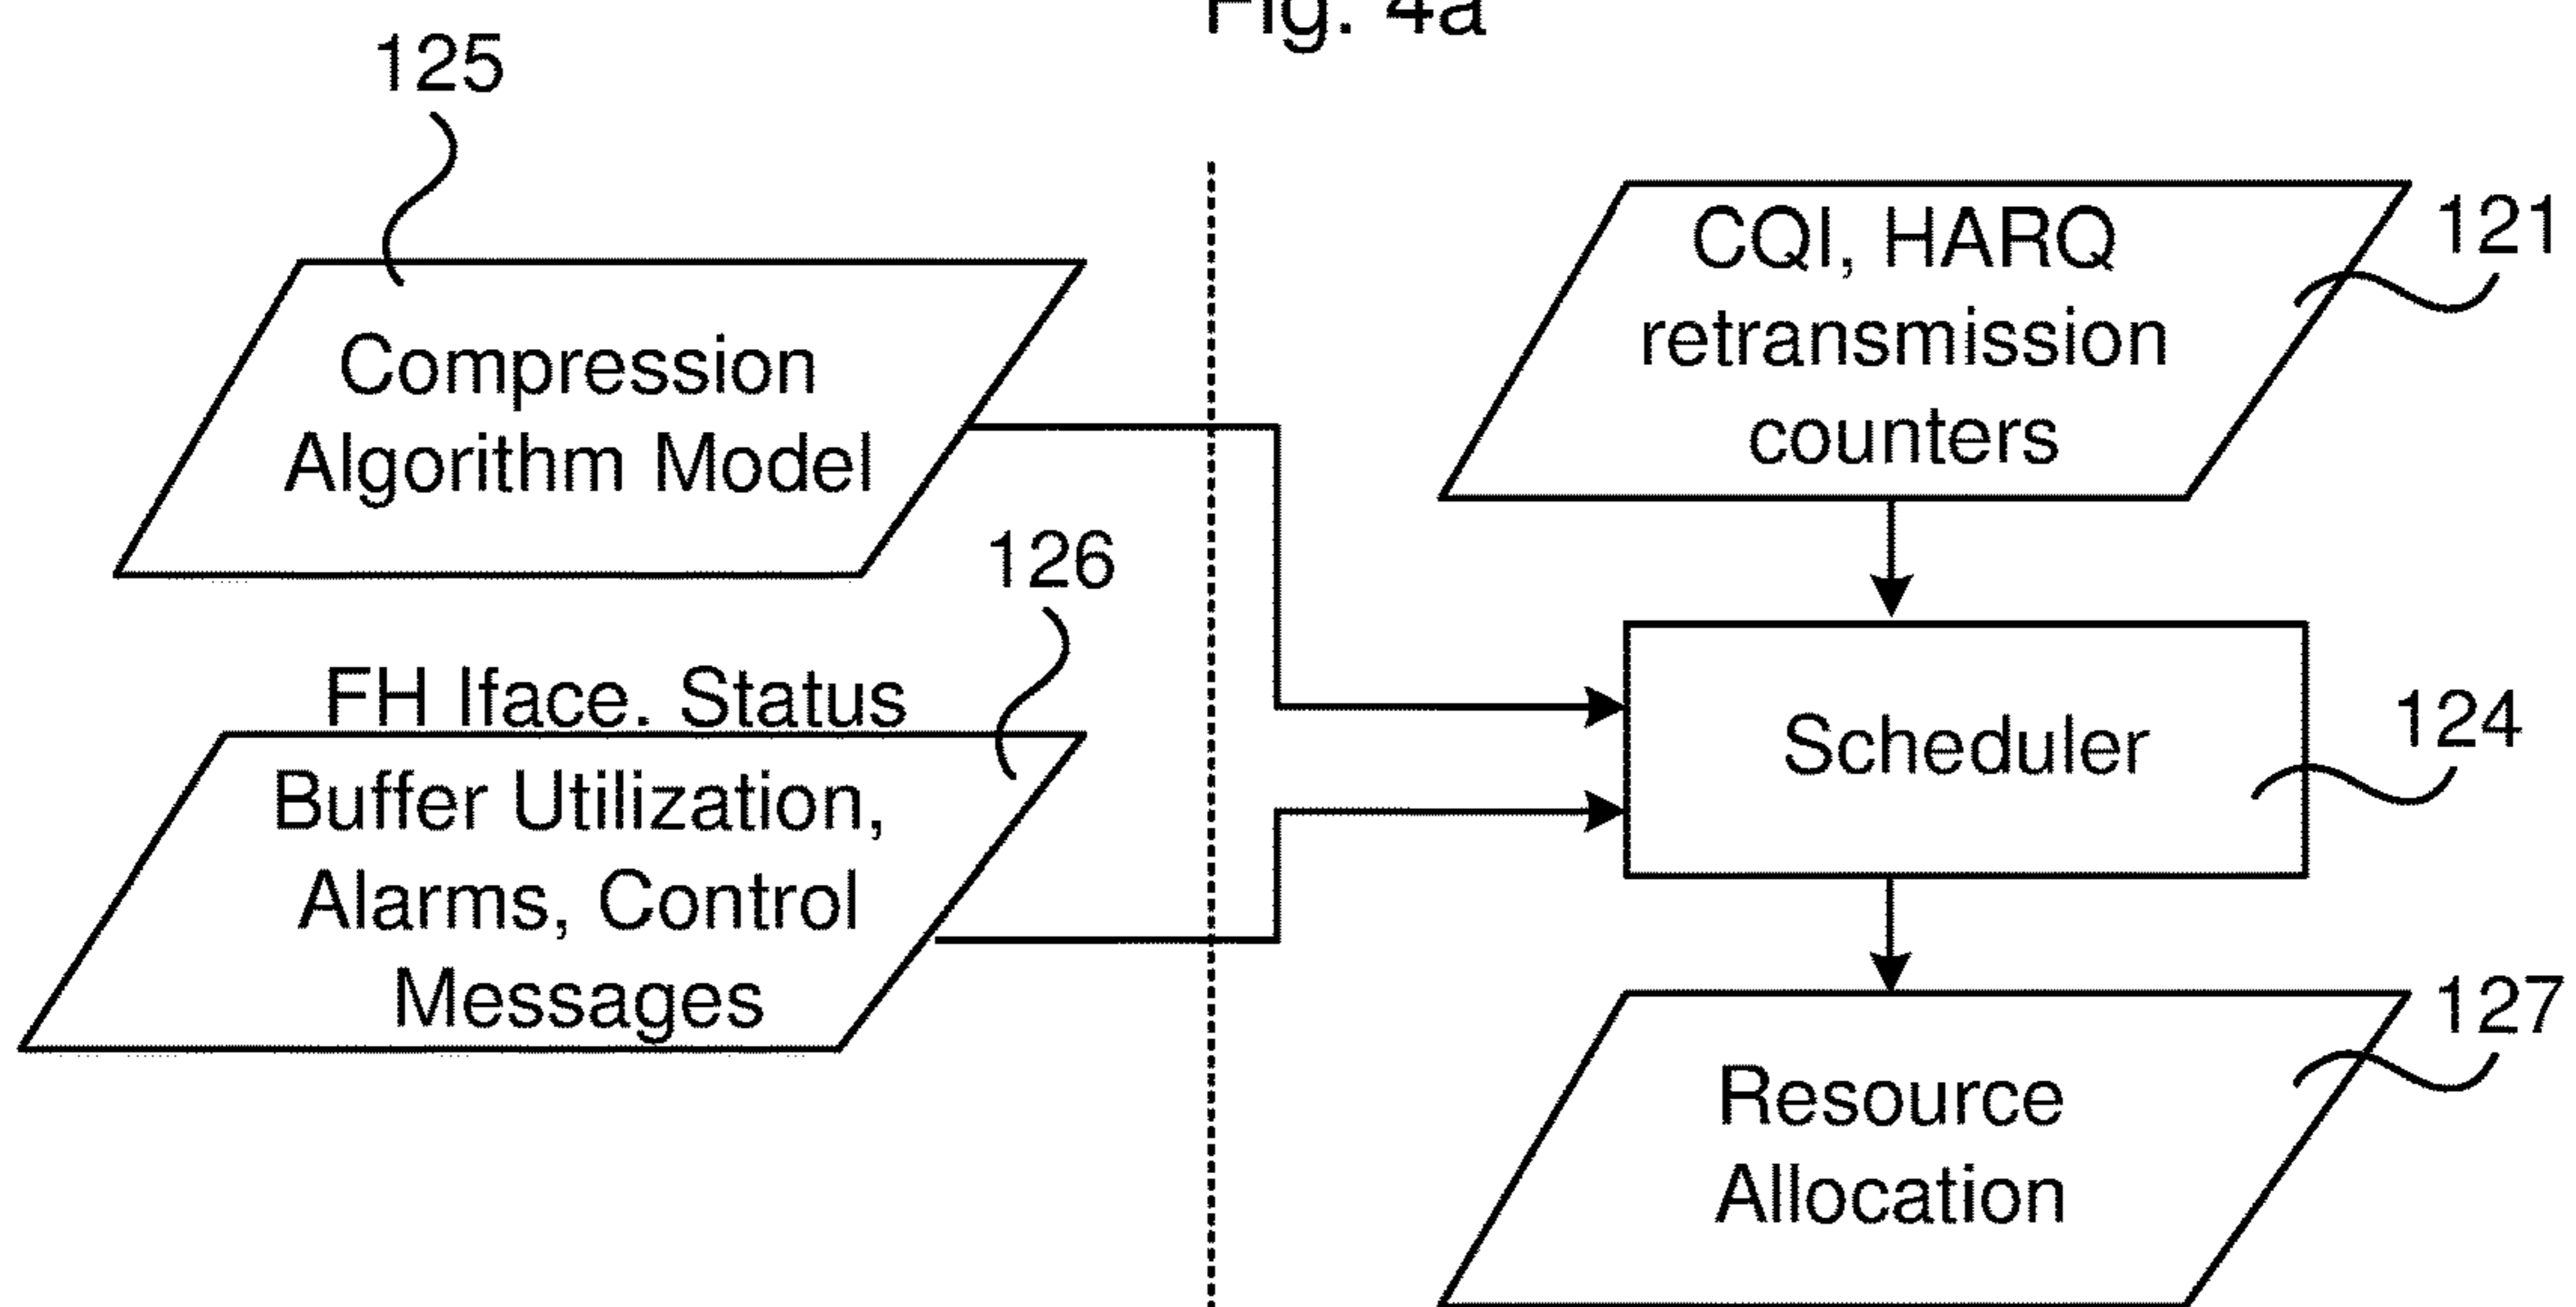 Fig. 4a
125
Compression
Algorithm Model
126
FH Iface. Status
Buffer Utilization,
Alarms, Control
Messages
CQI, HARQ
retransmission
counters
121
Scheduler
124
Resource
Allocation
127